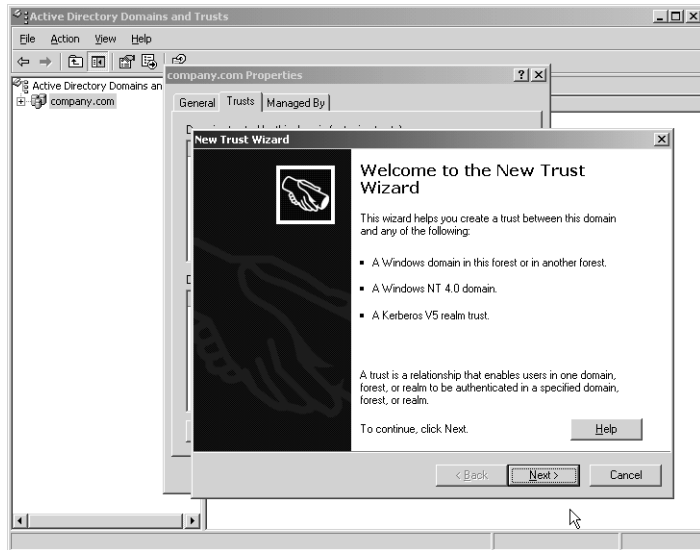 Active Directory Domains and Trusts
File Action View Help
Active Directory Domains an
company.com
company.com Properties
General Trusts Managed By
New Trust Wizard
Welcome to the New Trust
Wizard
This wizard helps you create a trust between this domain
and any of the following:
A Windows domain in this forest or in another forest.
A Windows NT 4.0 domain.
A Kerberos V5 realm trust.
A trust is a relationship that enables users in one domain,
forest, or realm to be authenticated in a specified domain,
forest, or realm.
To continue, click Next.
Help
< Back Next > Cancel